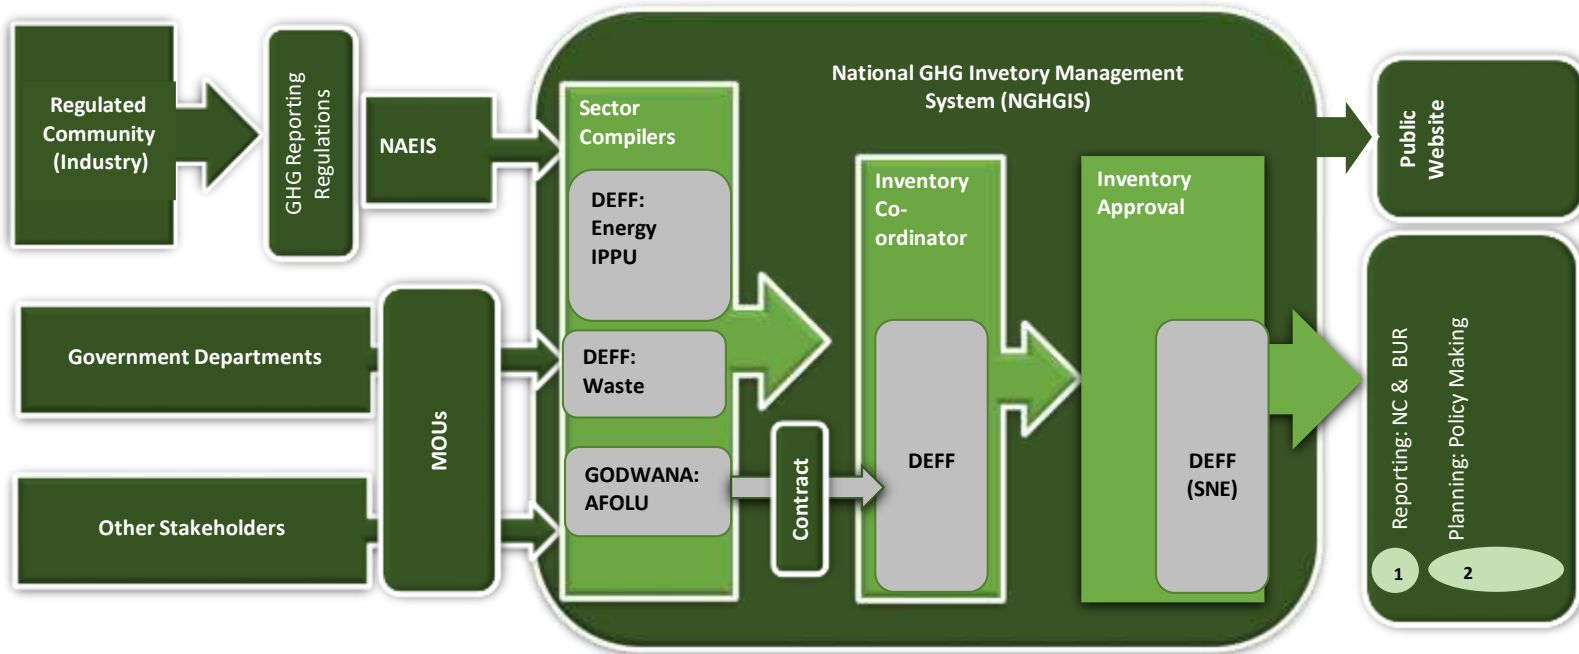 Regulated
Community
(Industry)
GHG Reporting
Regulations
NAEIS
Government Departments
Other Stakeholders
MOUs
National GHG Invetory Management
System (NGHGIS)
Sector
Compilers
DEFF:
Energy
IPPU
DEFF:
Waste
GODWANA:
AFOLU
Contract
Inventory
Co-
ordinator
DEFF
Inventory
Approval
DEFF
(SNE)
Public
Website
Reporting: NC & BUR
Planning: Policy Making
1
2